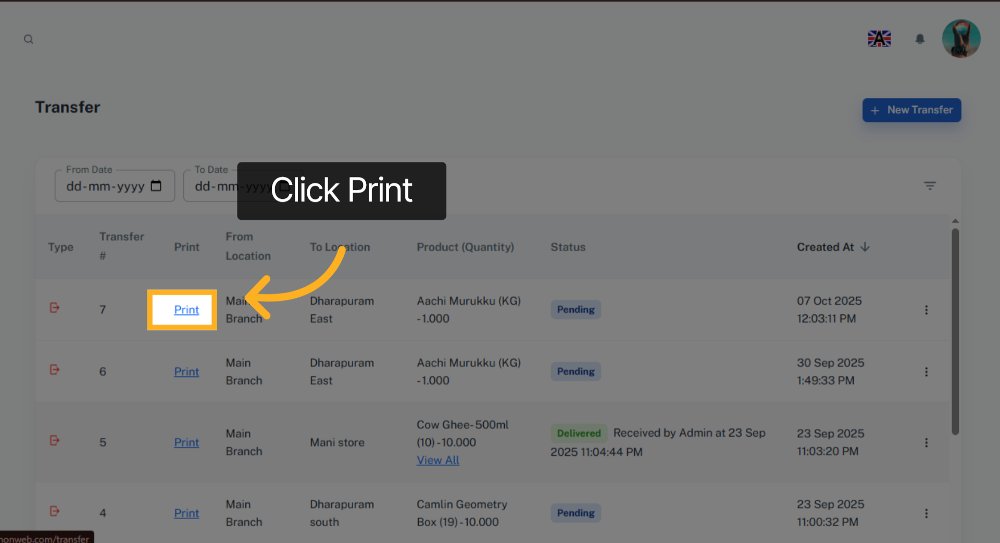 A
Transfer
+ New Transfer
From Date
dd-mm-yyyy
To Date
dd-mm-yyyy
Click Print
Type
Transfer
#
Print
From
Location
To Location
Product (Quantity)
Status
Created At
7
Print
Main
Branch
Dharapuram
East
Aachi Murukku (KG)
-1.000
Pending
07 Oct 2025
12:03:11 PM
6
Print
Main
Branch
Dharapuram
East
Aachi Murukku (KG)
-1.000
Pending
30 Sep 2025
1:49:33 PM
5
Print
Main
Branch
Mani store
Cow Ghee-500ml
(10)-10.000
View All
Delivered Received by Admin at 23 Sep
2025 11:04:44 PM
23 Sep 2025
11:03:20 PM
4
Print
Main
Branch
Dharapuram
south
Camlin Geometry
Box (19)-10.000
Pending
23 Sep 2025
11:00:32 PM
nonweb.com/transfer